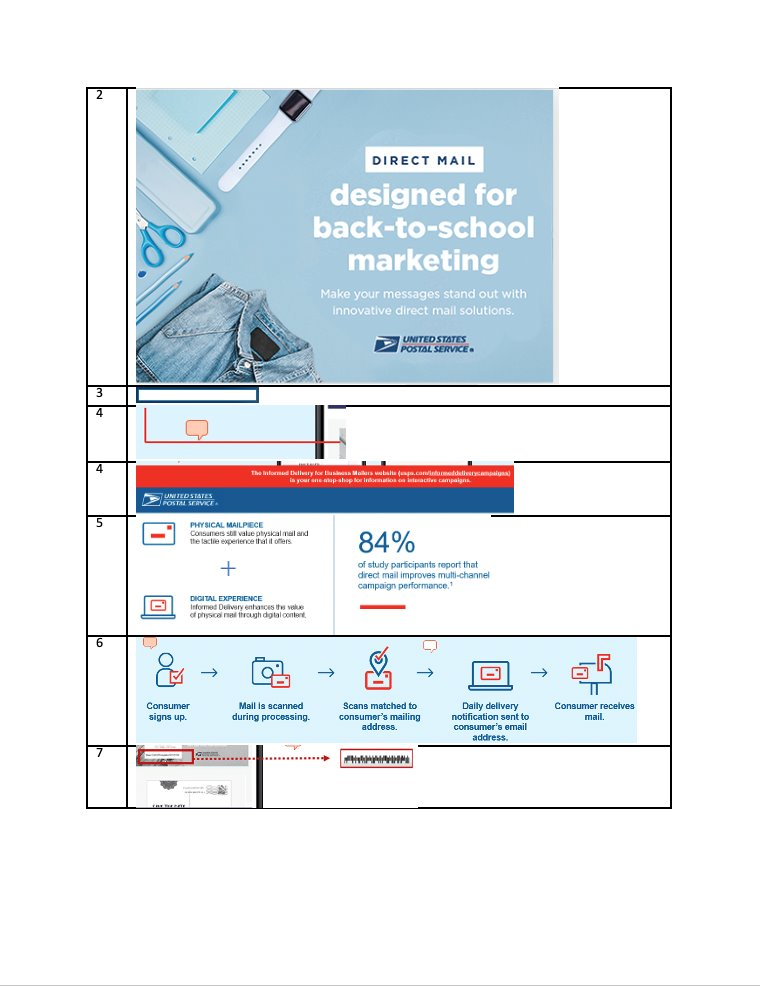 2
DIRECT MAIL
designed for
back-to-school
marketing
Make your messages stand out with
innovative direct mail solutions.
UNITED STATES
POSTAL SERVICE®
3
4
4
The Informed Delivery for Business Mailers website (usps.com/informeddeliverycampaigns)
is your one-stop-shop for information on interactive campaigns.
UNITED STATES
POSTAL SERVICE®
5
PHYSICAL MAILPIECE
Consumers still value physical mail and
the tactile experience that it offers.
DIGITAL EXPERIENCE
Informed Delivery enhances the value
of physical mail through digital content.
84%
of study participants report that
direct mail improves multi-channel
campaign performance.¹
6
Consumer
signs up.
Mail is scanned
during processing.
Scans matched to
consumer's mailing
address.
Daily delivery
notification sent to
consumer's email
address.
Consumer receives
mail.
7